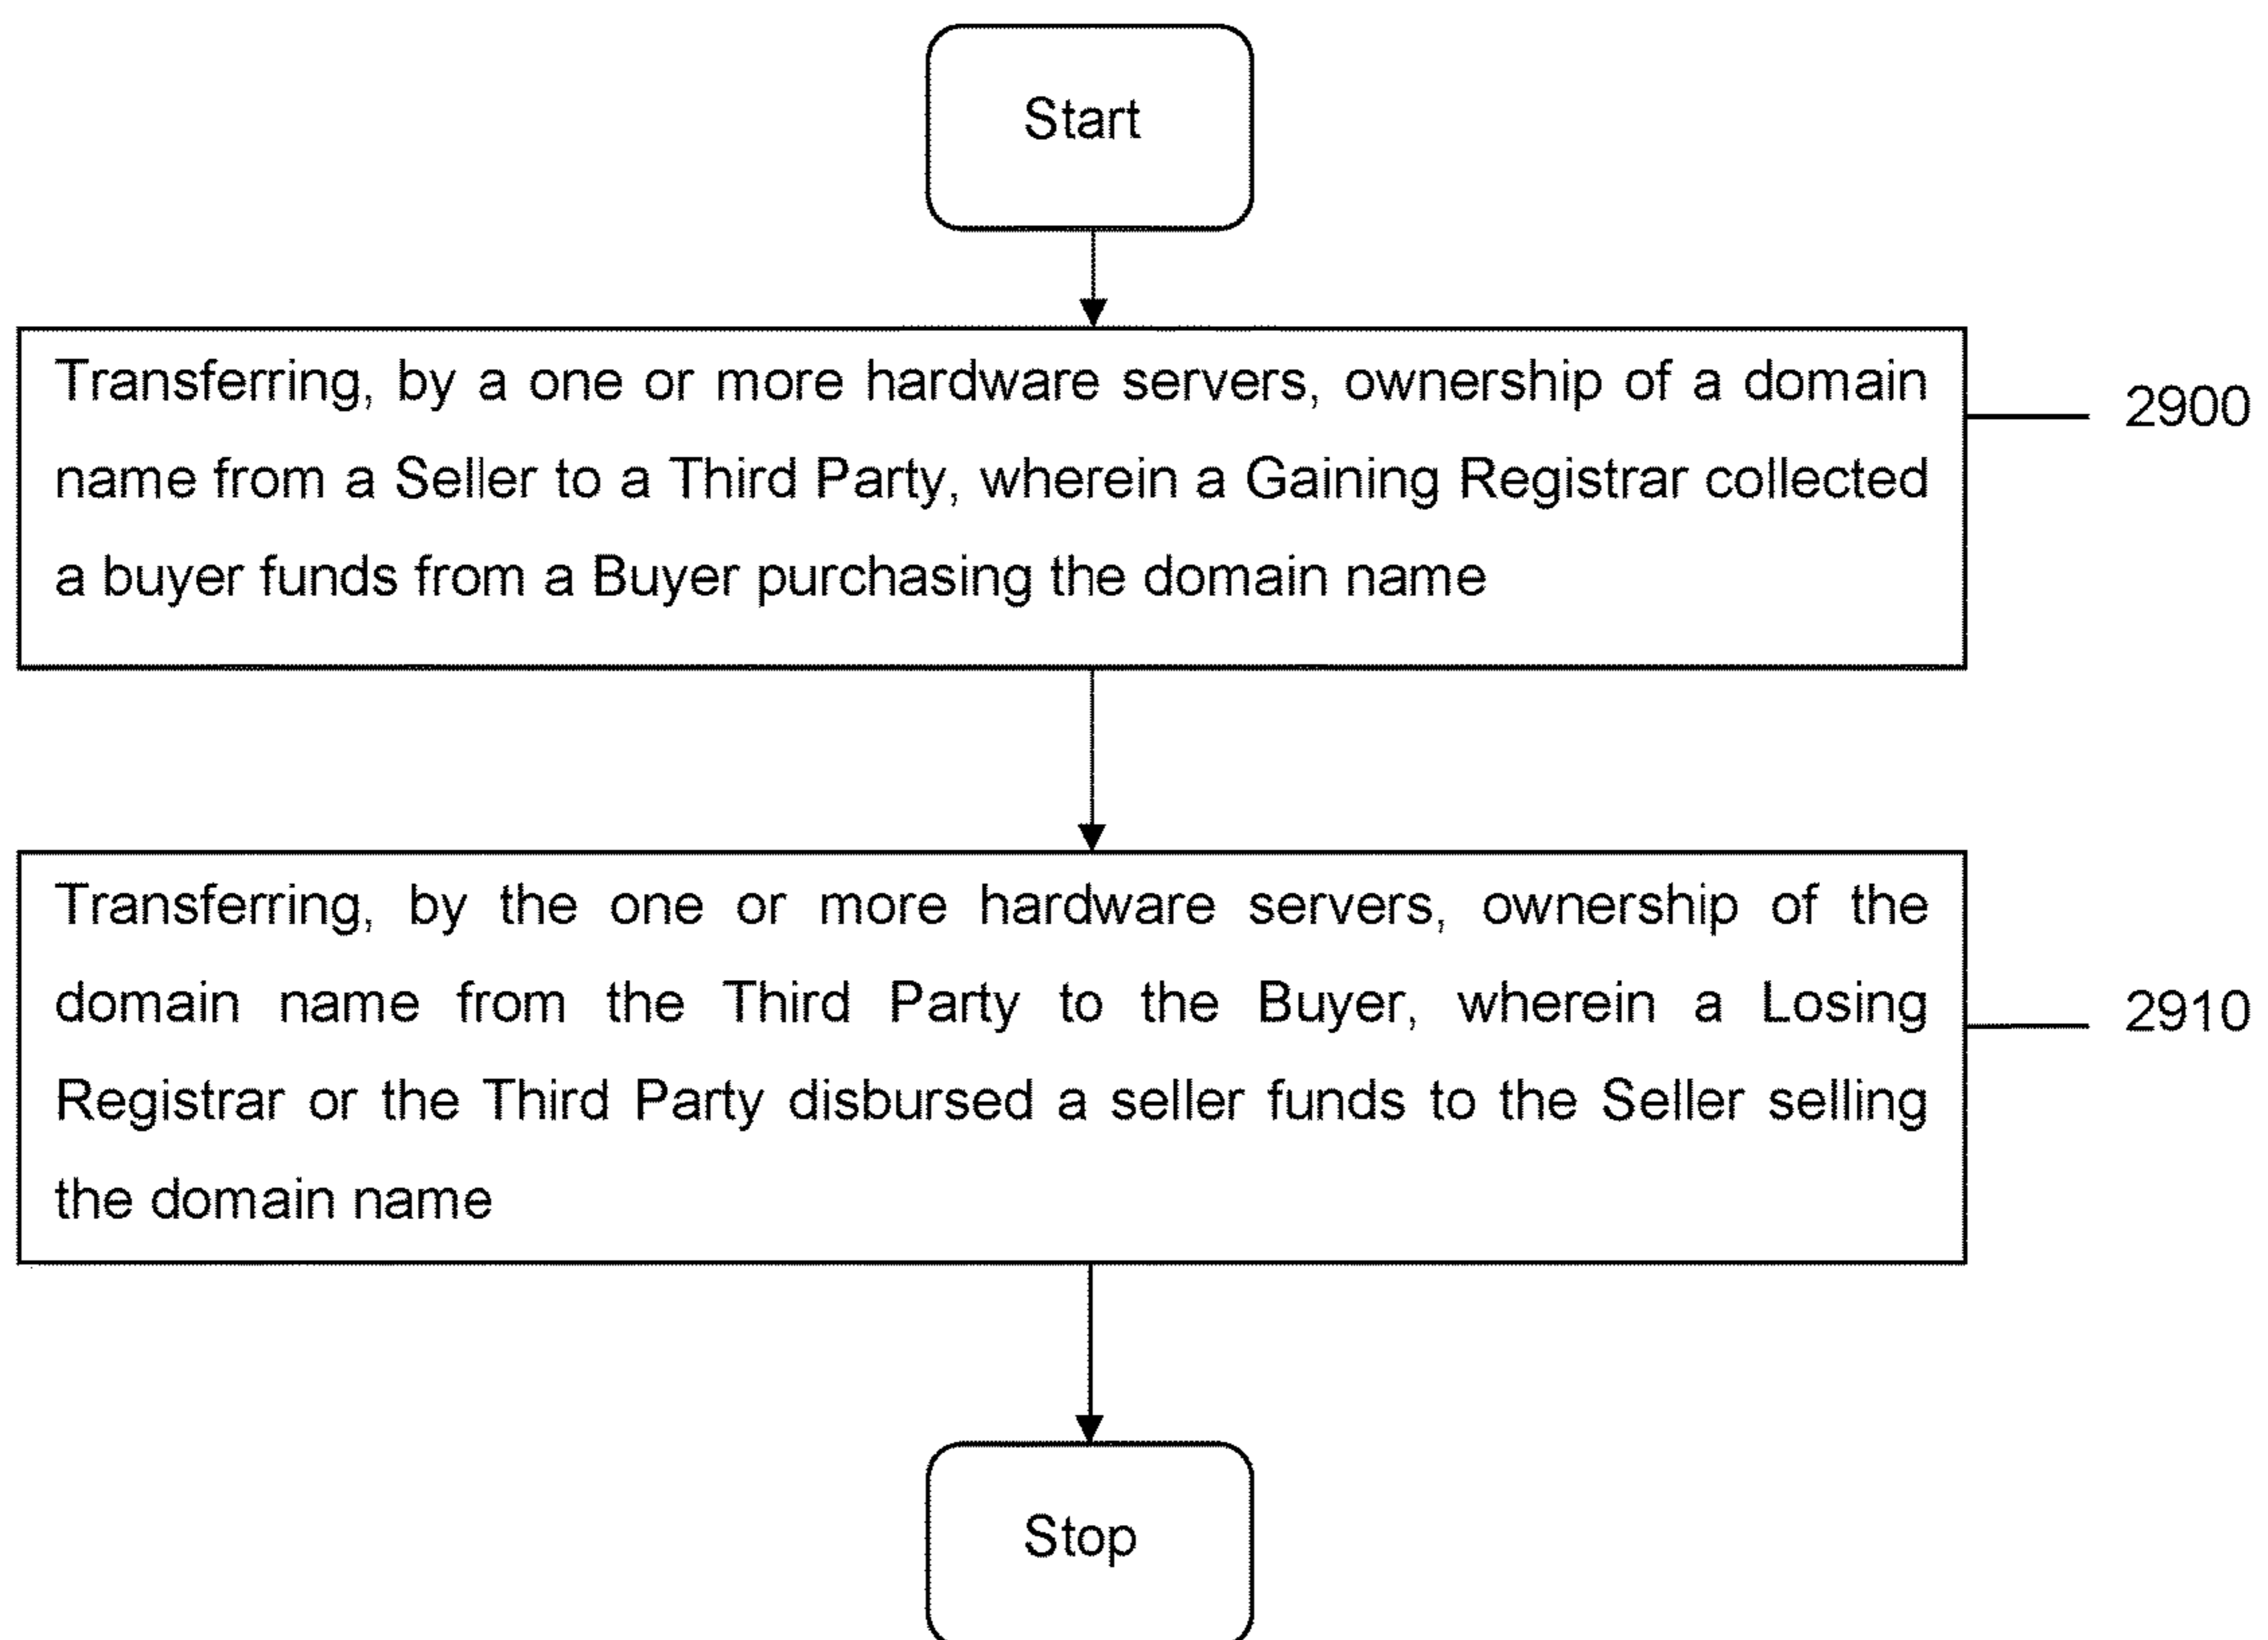 Start
Transferring, by a one or more hardware servers, ownership of a domain
name from a Seller to a Third Party, wherein a Gaining Registrar collected
a buyer funds from a Buyer purchasing the domain name
2900
Transferring, by the one or more hardware servers, ownership of the
domain name from the Third Party to the Buyer, wherein a Losing
Registrar or the Third Party disbursed a seller funds to the Seller selling
the domain name
2910
Stop